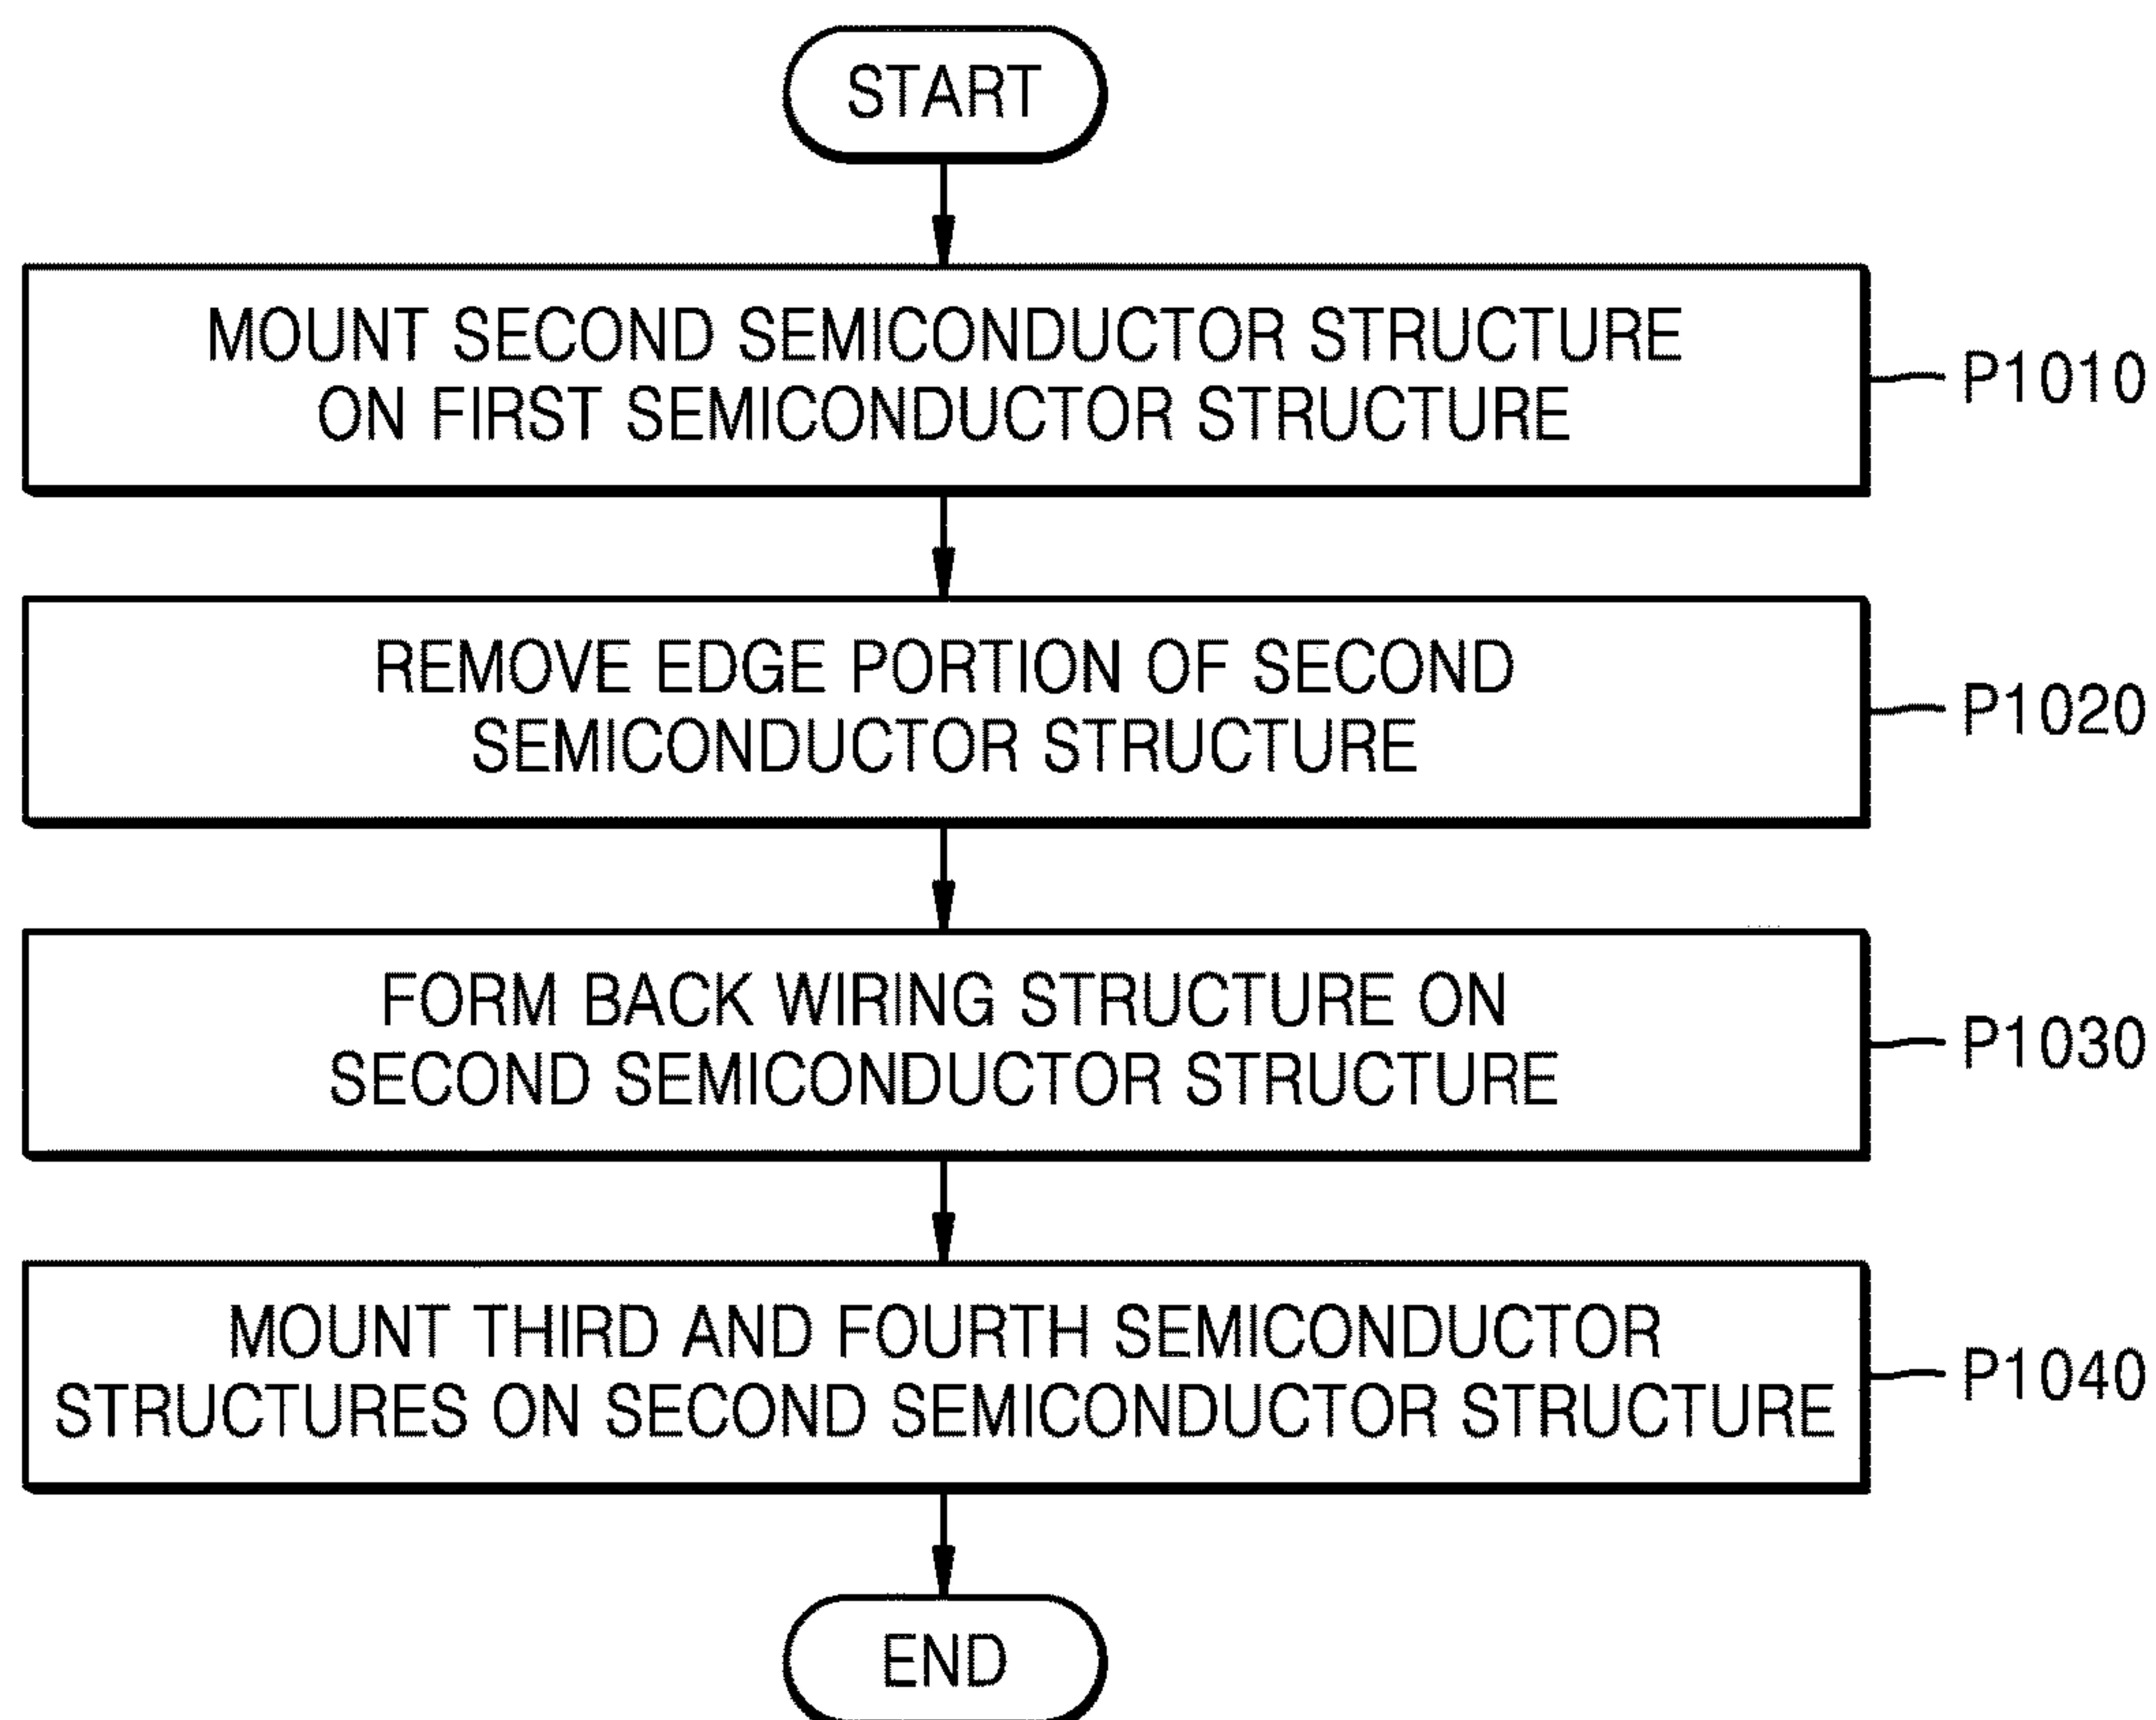 START
MOUNT SECOND SEMICONDUCTOR STRUCTURE
ON FIRST SEMICONDUCTOR STRUCTURE
P1010
REMOVE EDGE PORTION OF SECOND
SEMICONDUCTOR STRUCTURE
P1020
FORM BACK WIRING STRUCTURE ON
SECOND SEMICONDUCTOR STRUCTURE
P1030
MOUNT THIRD AND FOURTH SEMICONDUCTOR
STRUCTURES ON SECOND SEMICONDUCTOR STRUCTURE
P1040
END